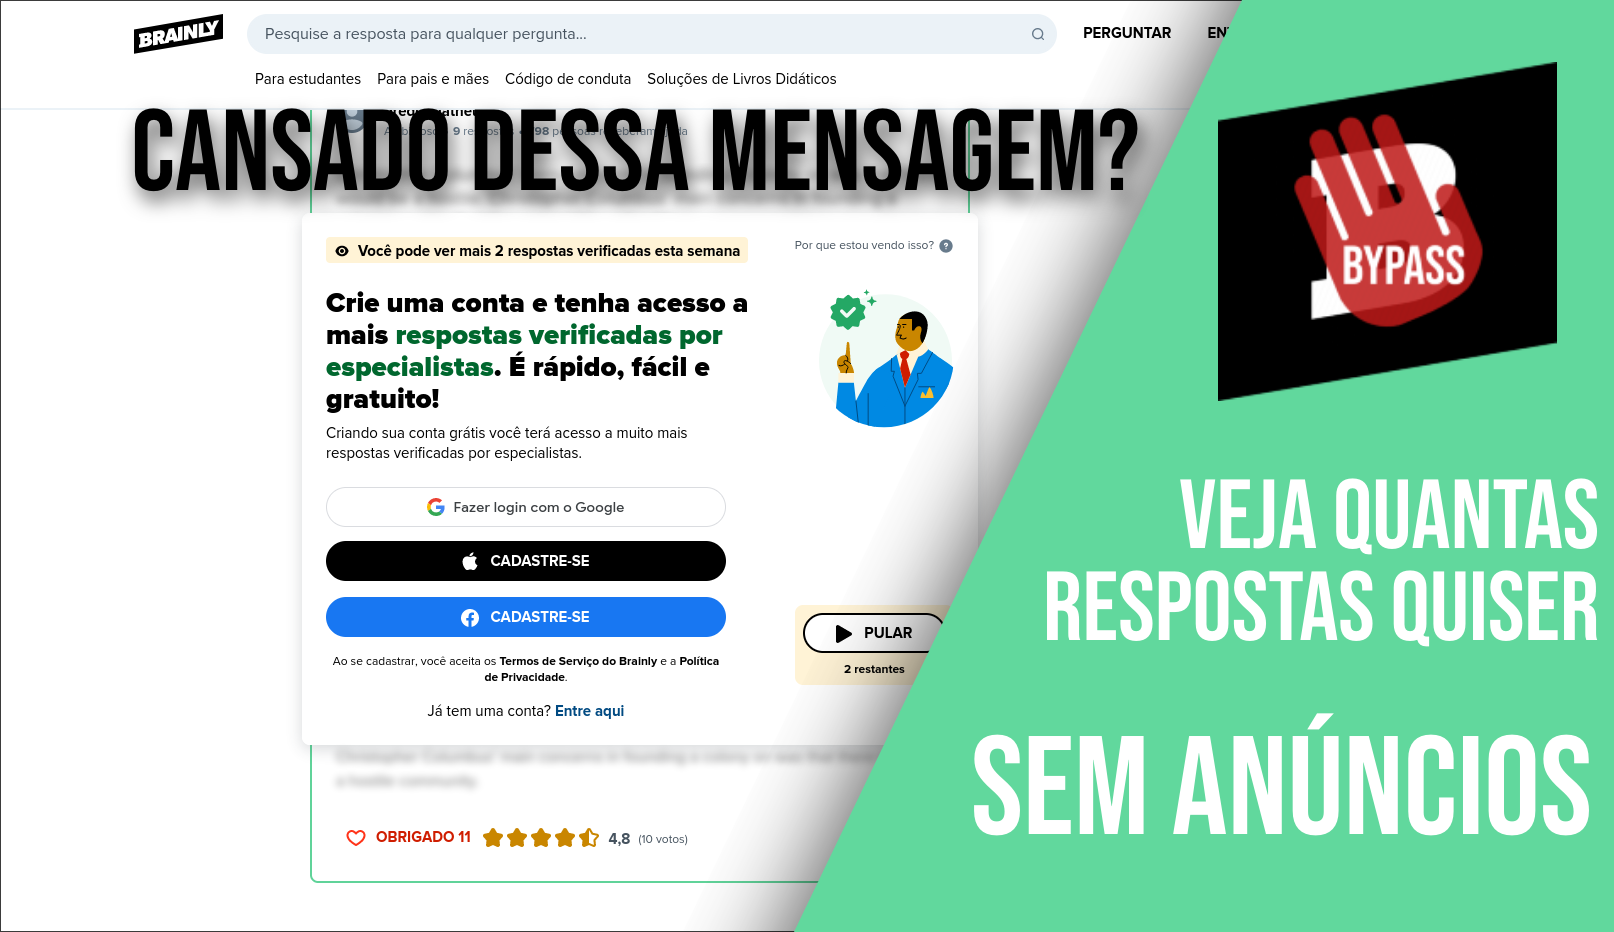 BRAINLY
Pesquise a resposta para qualquer pergunta...
PERGUNTAR
Para estudantes Para pais e mães Código de conduta Soluções de Livros Didáticos
CANSADO DESSA MENSAGEM?
Você pode ver mais 2 respostas verificadas esta semana
Por que estou vendo isso? ?
Crie uma conta e tenha acesso a
mais respostas verificadas por
especialistas. É rápido, fácil e
gratuito!
Criando sua conta grátis você terá acesso a muito mais
respostas verificadas por especialistas.
Fazer login com o Google
CADASTRE-SE
CADASTRE-SE
Ao se cadastrar, você aceita os Termos de Serviço do Brainly e a Política
de Privacidade.
Já tem uma conta? Entre aqui
PULAR
2 restantes
OBRIGADO 11
4,8 (10 votos)
B
BYPASS
VEJA QUANTAS
RESPOSTAS QUISER
SEM ANÚNCIOS